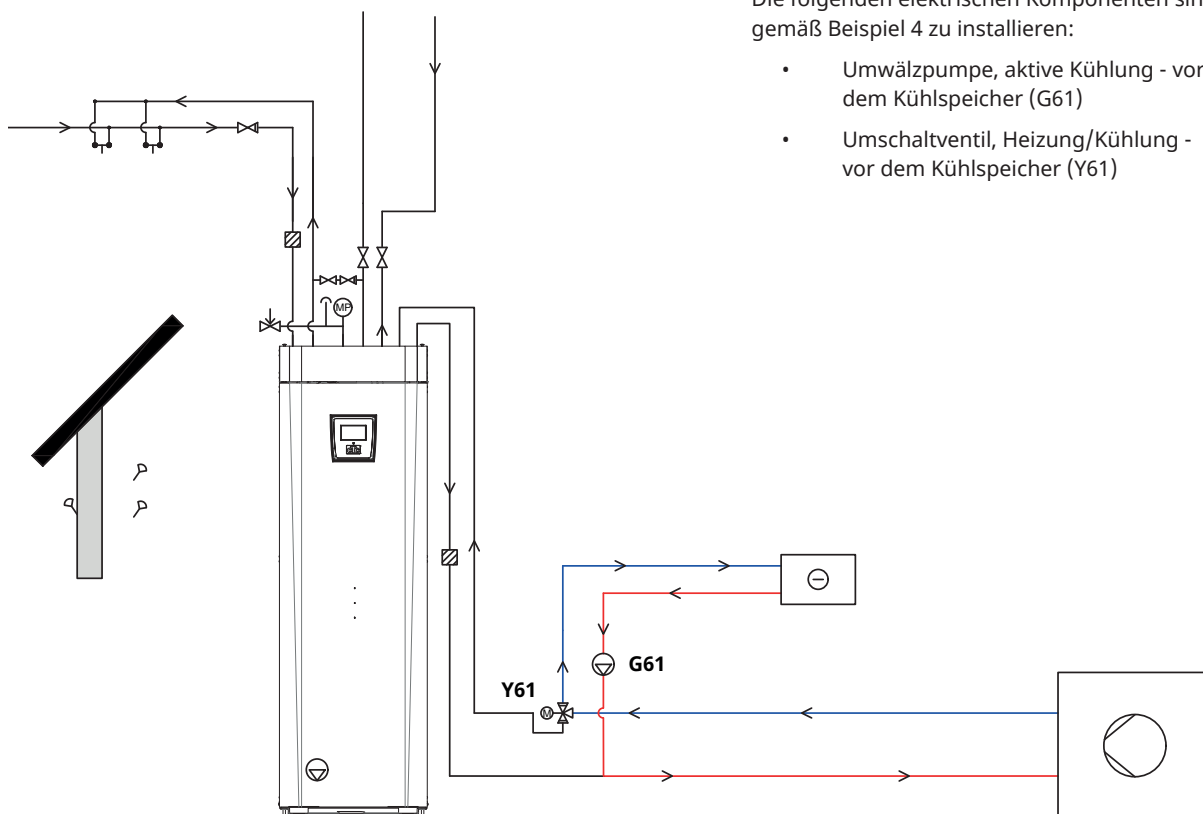 Die folgenden elektrischen Komponenten sin
gemäß Beispiel 4 zu installieren:
• Umwälzpumpe, aktive Kühlung - vor
dem Kühlspeicher (G61)
• Umschaltventil, Heizung/Kühlung -
vor dem Kühlspeicher (Y61)
MP
G61
Y61
M